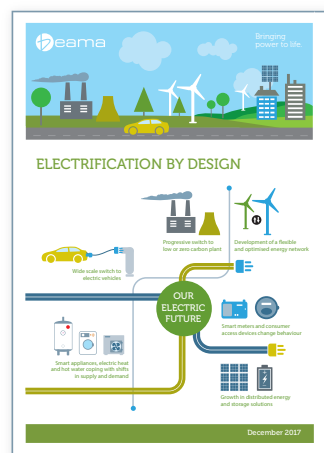 beama
Bringing
power to life.
ELECTRIFICATION BY DESIGN
Progressive switch to
low or zero carbon plant
Development of a flexible
and optimised energy network
Wide scale switch to
electric vehicles
OUR
ELECTRIC
FUTURE
Smart meters and consumer
access devices change behaviour
Smart appliances, electric heat
and hot water coping with shifts
in supply and demand
Growth in distributed energy
and storage solutions
December 2017